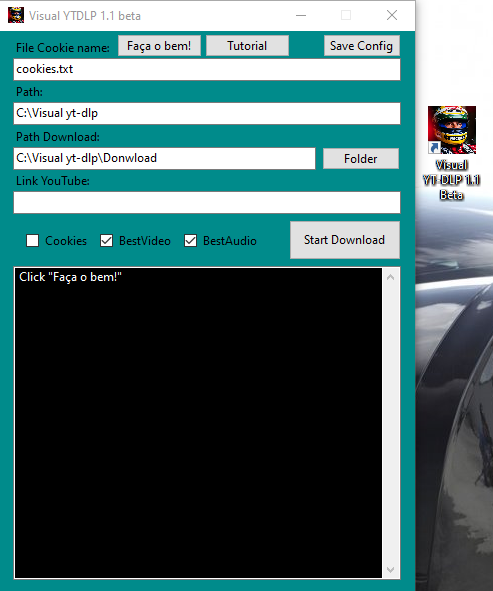 Visual YTDLP 1.1 beta
File Cookie name:
Faça o bem!
Tutorial
Save Config
cookies.txt
Path:
C:\Visual yt-dlp
Path Download:
C:\Visual yt-dlp\Donwload
Folder
Link YouTube:
Cookies
BestVideo
BestAudio
Start Download
Click "Faça o bem!"
Visual
YT-DLP 1.1
Beta